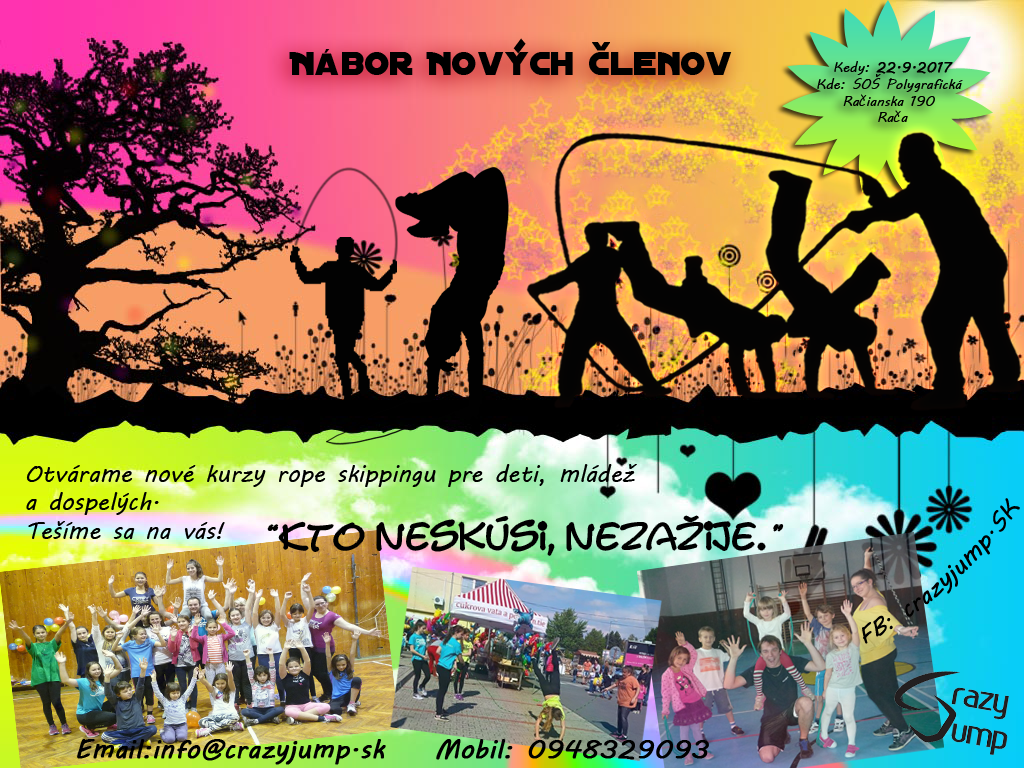 NÁBOR NOVÝCH ČLENOV
Kedy: 22.9.2017
Kde: SOŠ Polygrafická
Račianska 190
Rača
Otvárame nové kurzy rope skippingu pre deti, mládež
a dospelých.
Tešíme sa na vás!
"KTO NESKÚSI, NEZAŽIJE."
cukrova vata a
FB: crazyjump.SK
Crazy
Jump
Email:info@crazyjump.sk
Mobil: 0948329093